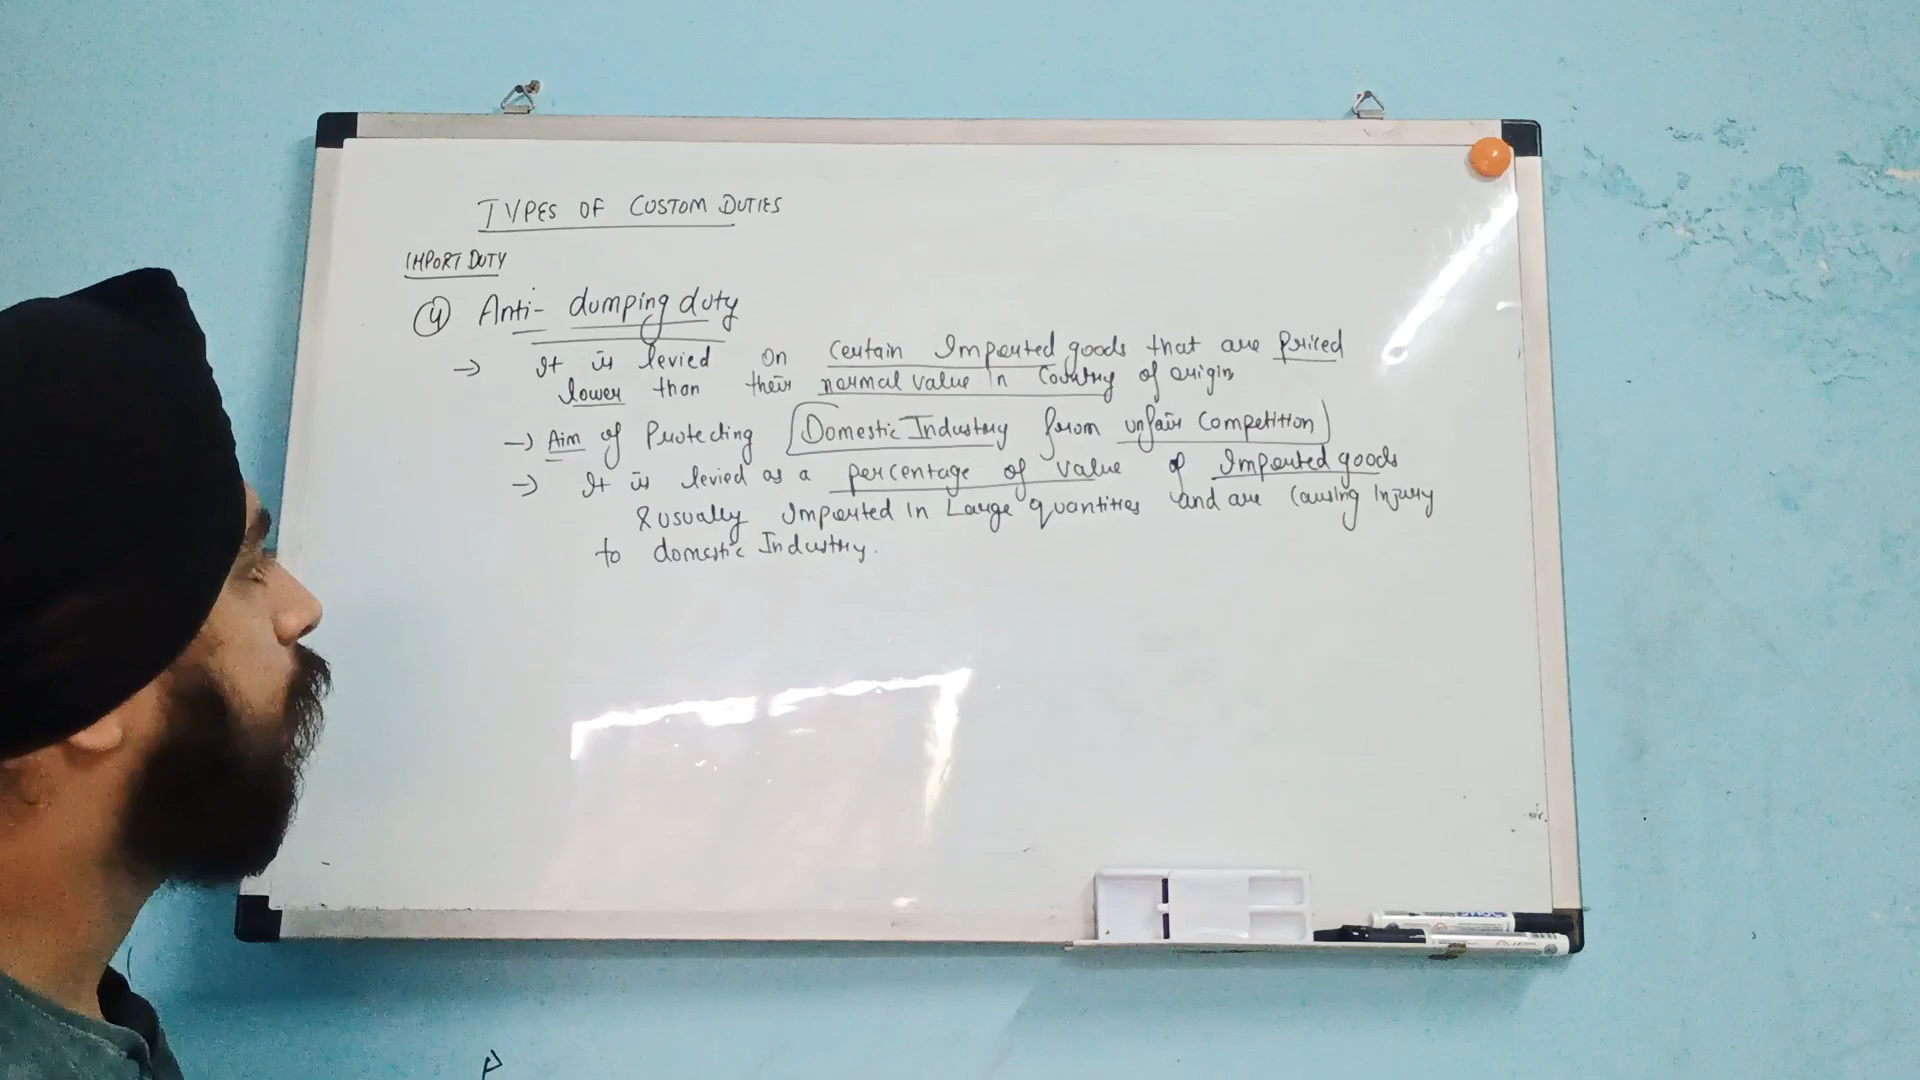 TYPES OF CUSTOM DUTIES
IMPORT DUTY
④ Anti- dumping duty
→ It is levied on certain Imported goods that are priced
lower than their normal value in Country of origin
→ Aim of Protecting Domestic Industry from unfair Competition
→ It is levied as a percentage of value of Imported goods
& usually Imported in Large quantities and are Causing Injury
to domestic Industry.